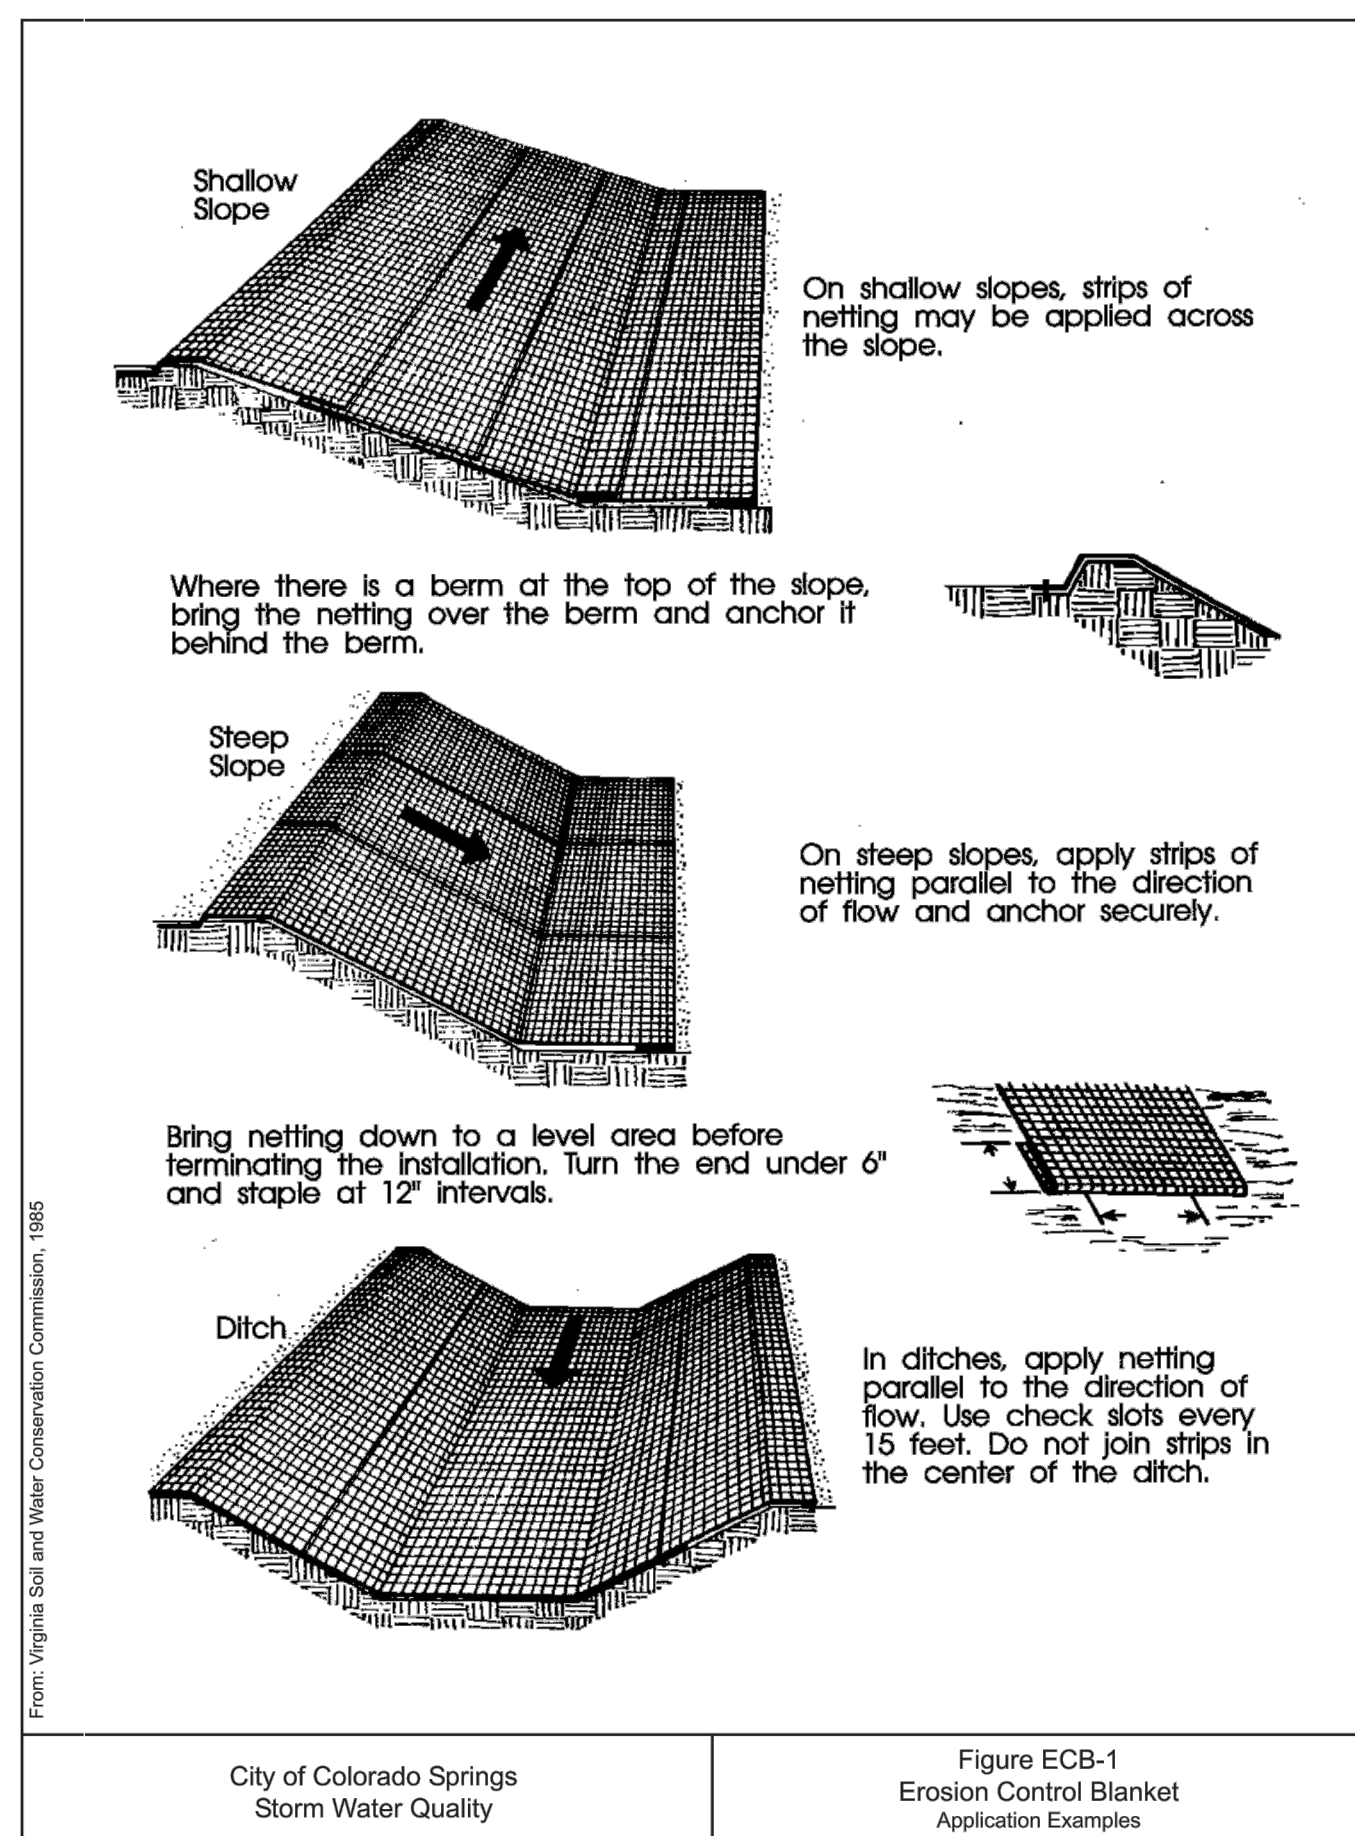 Shallow
Slope
On shallow slopes, strips of
netting may be applied across
the slope.
Where there is a berm at the top of the slope,
bring the netting over the berm and anchor it
behind the berm.
Steep
Slope
On steep slopes, apply strips of
netting parallel to the direction
of flow and anchor securely.
Bring netting down to a level area before
terminating the installation. Turn the end under 6"
and staple at 12" intervals.
Ditch
In ditches, apply netting
parallel to the direction of
flow. Use check slots every
15 feet. Do not join strips in
the center of the ditch.
From: Virginia Soil and Water Conservation Commission, 1985
City of Colorado Springs
Storm Water Quality
Figure ECB-1
Erosion Control Blanket
Application Examples